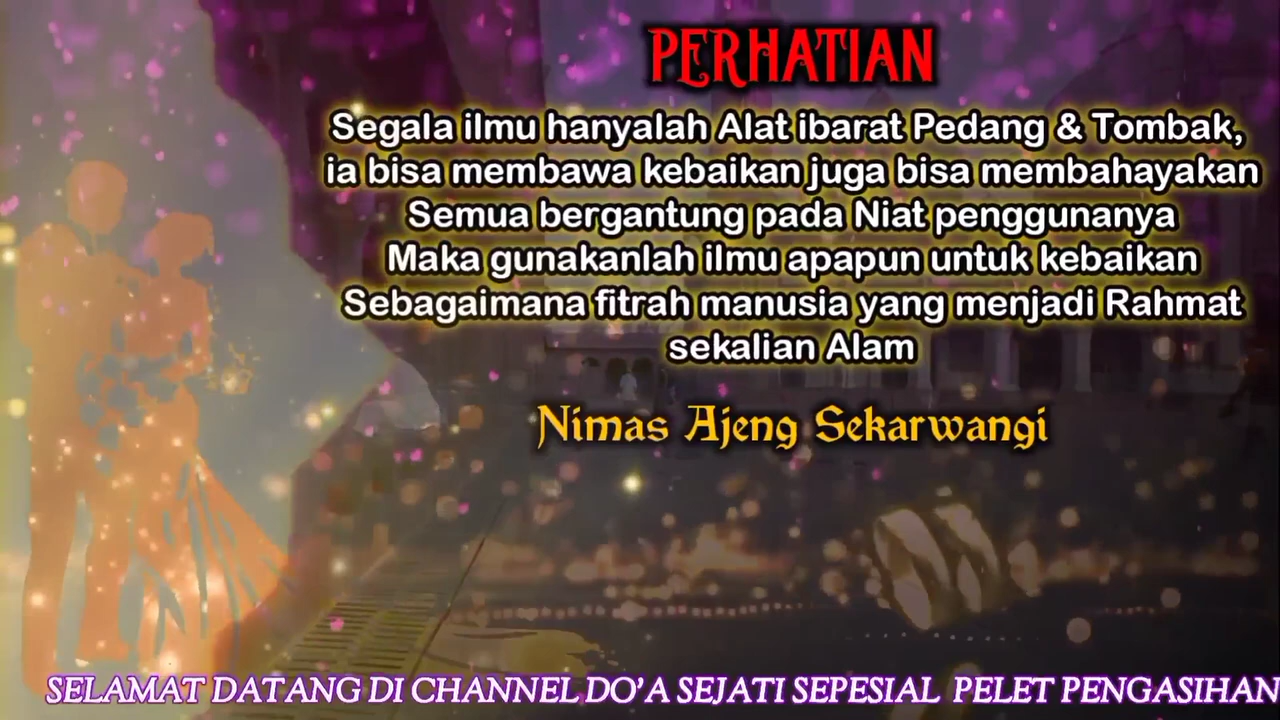 PERHATIAN
Segala ilmu hanyalah Alat ibarat Pedang & Tombak,
ia bisa membawa kebaikan juga bisa membahayakan
Semua bergantung pada Niat penggunanya
Maka gunakanlah ilmu apapun untuk kebaikan
Sebagaimana fitrah manusia yang menjadi Rahmat
sekalian Alam
Nimas Ajeng Sekarwangi
SELAMAT DATANG DI CHANNEL DO'A SEJATI SEPESIAL PELET PENGASIHAN